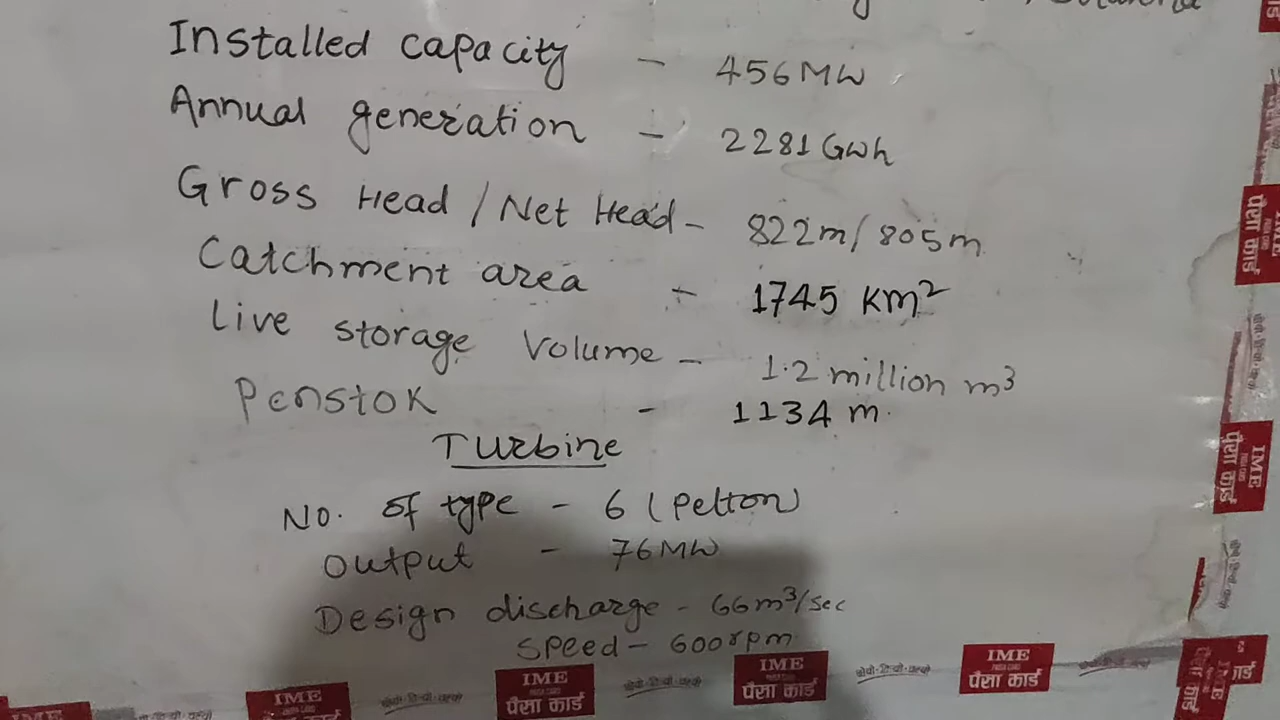 Installed capacity - 456MW
Annual generation - 2281Gwh
Gross Head / Net Head - 822m/805m
Catchment area - 1745 Km²
Live storage Volume - 1.2 million m³
Penstok - 1134 m.
Turbine
No. of type - 6 (Pelton)
Output - 76MW
Design discharge - 66m³/sec
Speed - 600rpm
IME
पैसा कार्ड
IME
पैसा कार्ड
IME
पैसा कार्ड
IME
पैसा कार्ड
IME
पैसा कार्ड